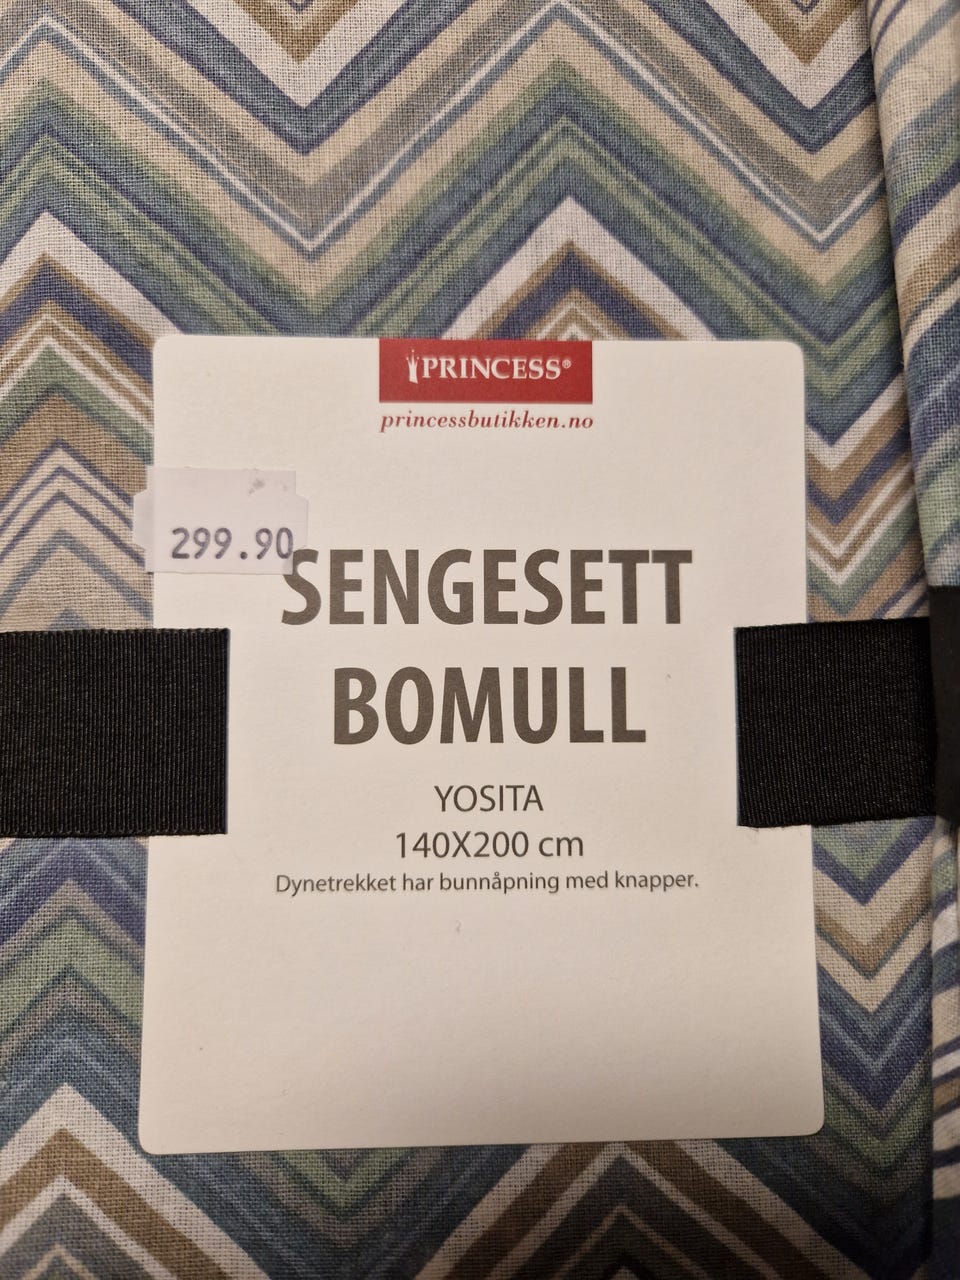 PRINCESS®
princessbutikken.no
299.90
SENGESETT
BOMULL
YOSITA
140X200 cm
Dynetrekket har bunnåpning med knapper.